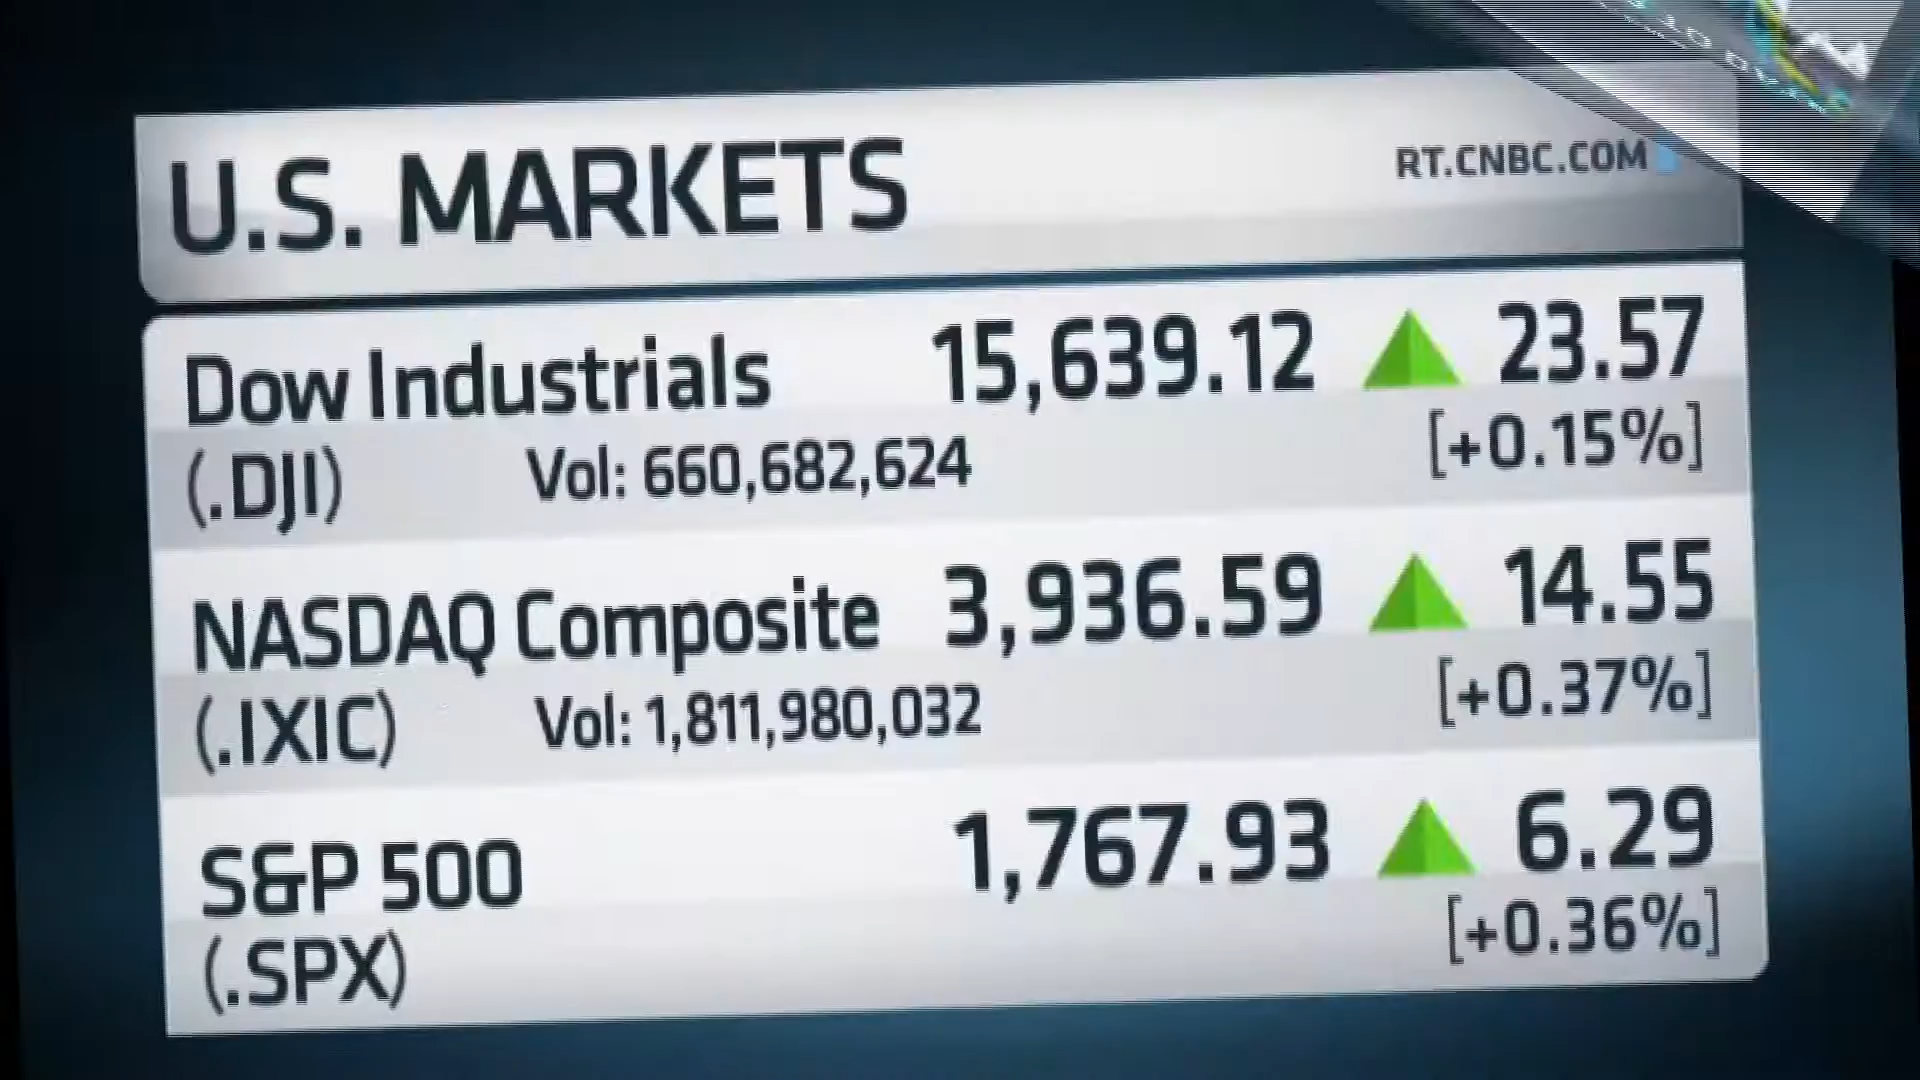 U.S. MARKETS
RT.CNBC.COM
Dow Industrials 15,639.12 ▲ 23.57
(.DJI) Vol: 660,682,624 [+0.15%]
NASDAQ Composite 3,936.59 ▲ 14.55
(.IXIC) Vol: 1,811,980,032 [+0.37%]
S&P 500 1,767.93 ▲ 6.29
(.SPX) [+0.36%]